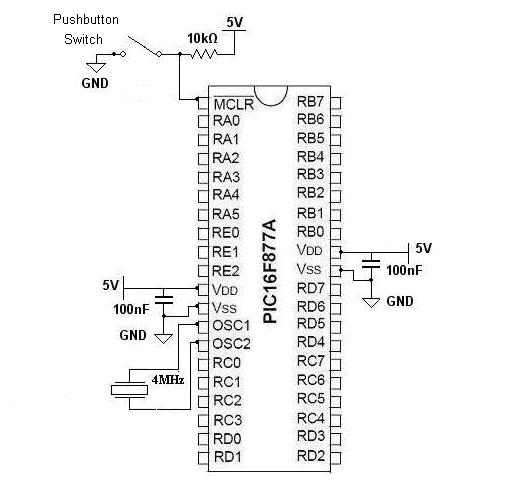 Pushbutton
Switch
5V
10kΩ
GND
MCLR
RA0
RA1
RA2
RA3
RA4
RA5
RE0
RE1
RE2
VDD
VSS
OSC1
OSC2
RC0
RC1
RC2
RC3
RD0
RD1
PIC16F877A
RB7
RB6
RB5
RB4
RB3
RB2
RB1
RB0
VDD
VSS
RD7
RD6
RD5
RD4
RC7
RC6
RC5
RC4
RD3
RD2
5V
100nF
GND
5V
100nF
GND
4MHz